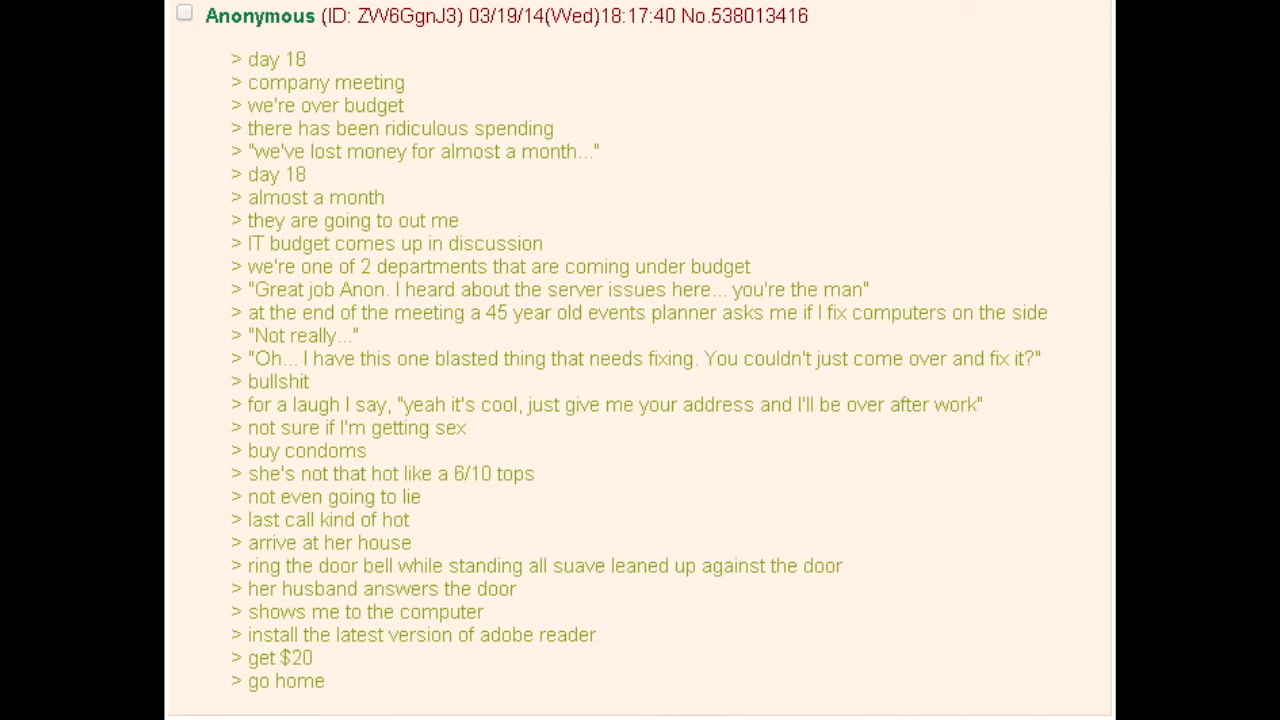 Anonymous (ID: ZW6GgnJ3) 03/19/14(Wed)18:17:40 No.538013416
> day 18
> company meeting
> we're over budget
> there has been ridiculous spending
> "we've lost money for almost a month..."
> day 18
> almost a month
> they are going to out me
> IT budget comes up in discussion
> we're one of 2 departments that are coming under budget
> "Great job Anon. I heard about the server issues here... you're the man"
> at the end of the meeting a 45 year old events planner asks me if I fix computers on the side
> "Not really..."
> "Oh... I have this one blasted thing that needs fixing. You couldn't just come over and fix it?"
> bullshit
> for a laugh I say, "yeah it's cool, just give me your address and I'll be over after work"
> not sure if I'm getting sex
> buy condoms
> she's not that hot like a 6/10 tops
> not even going to lie
> last call kind of hot
> arrive at her house
> ring the door bell while standing all suave leaned up against the door
> her husband answers the door
> shows me to the computer
> install the latest version of adobe reader
> get $20
> go home